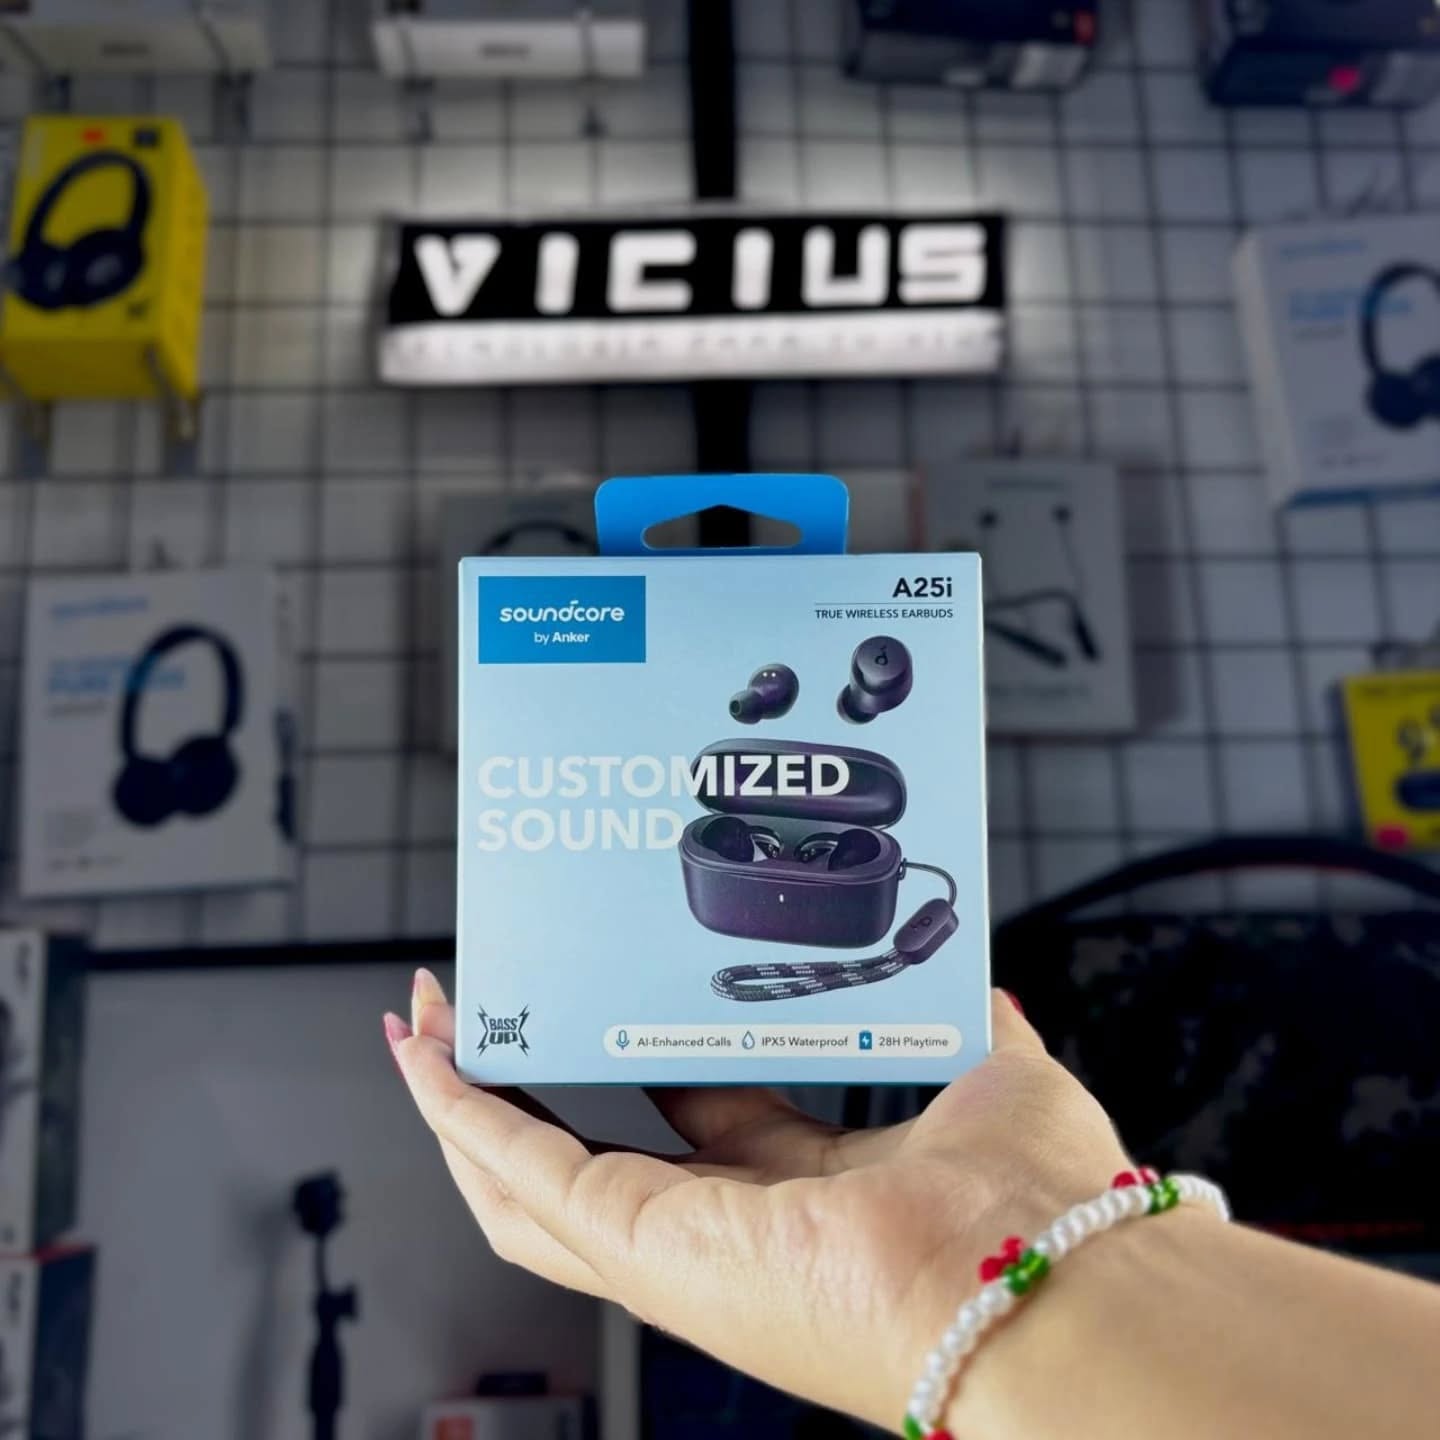 VICIUS
soundcore
by Anker
A25i
TRUE WIRELESS EARBUDS
CUSTOMIZED
SOUND
BASS
UP
AI-Enhanced Calls
IPX5 Waterproof
28H Playtime